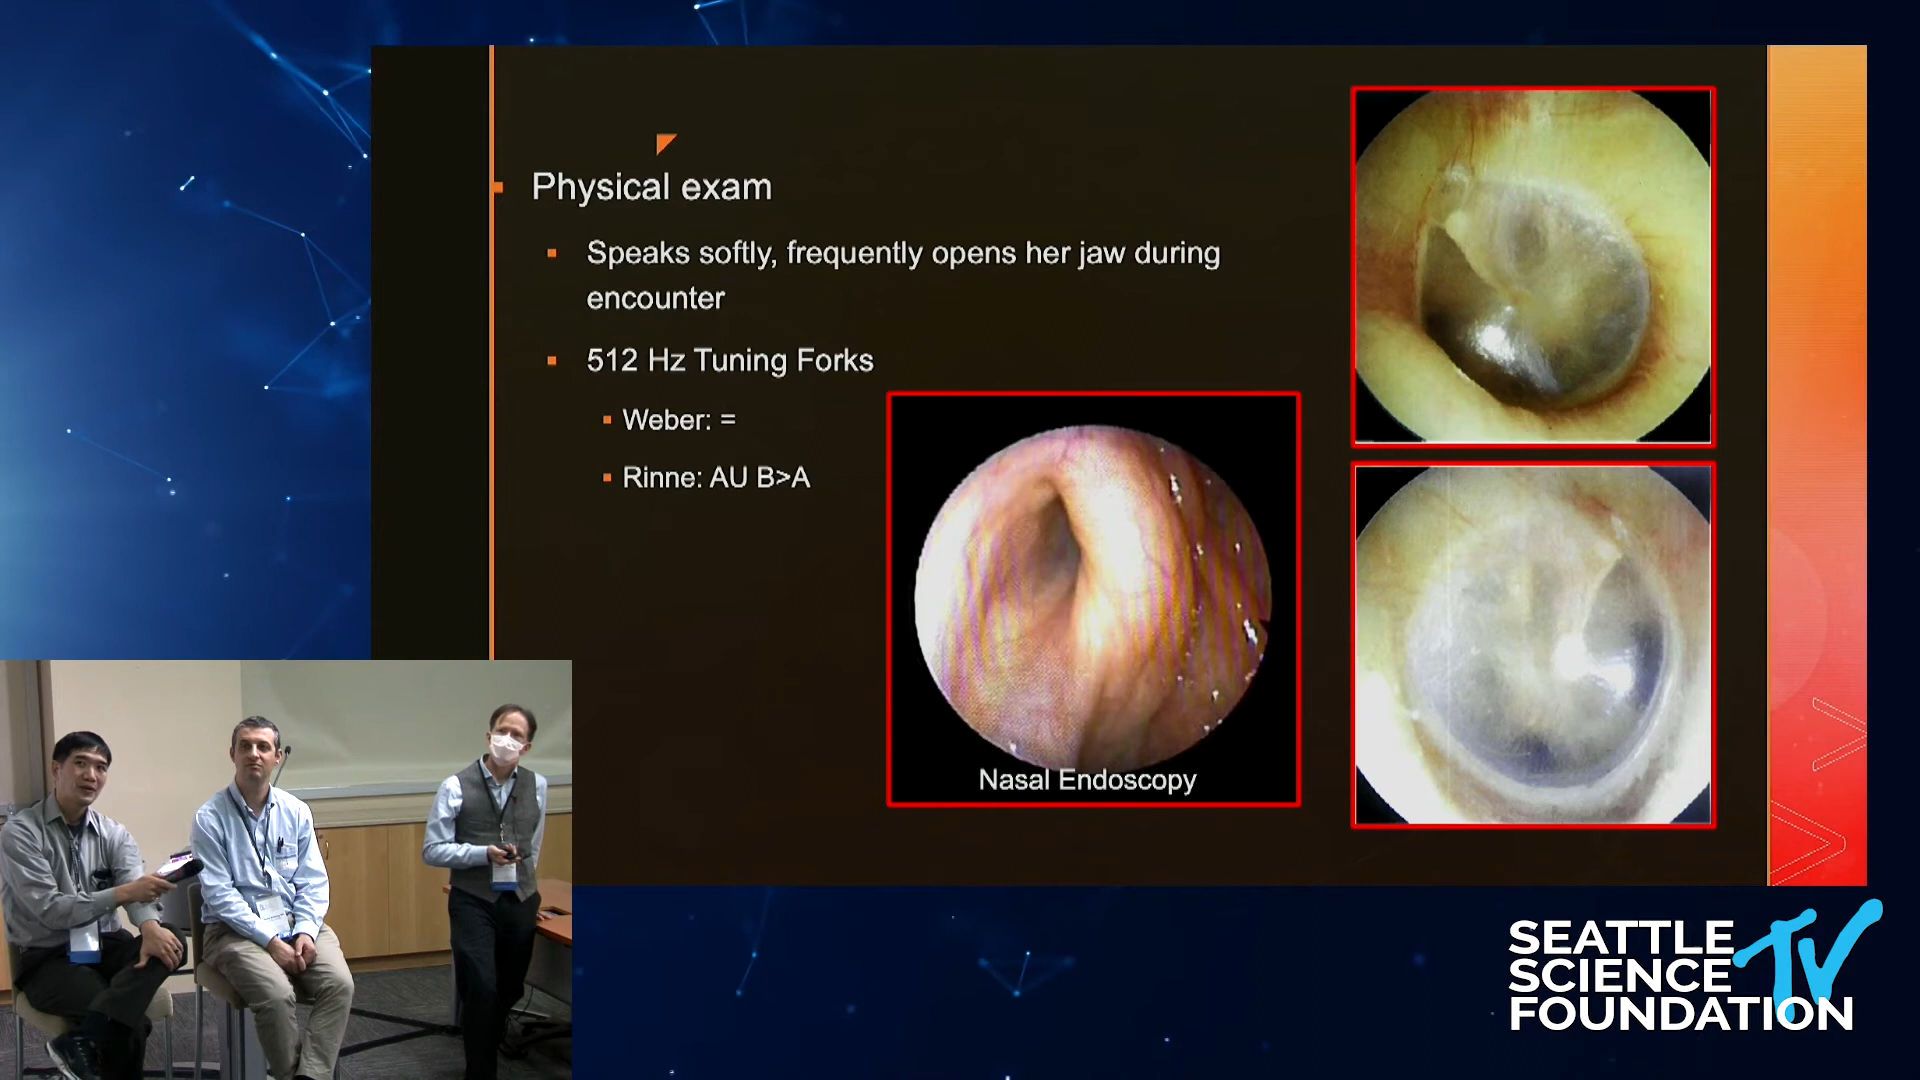 Physical exam
Speaks softly, frequently opens her jaw during
encounter
512 Hz Tuning Forks
Weber: =
Rinne: AU B>A
Nasal Endoscopy
SEATTLE
SCIENCE
FOUNDATION
TV